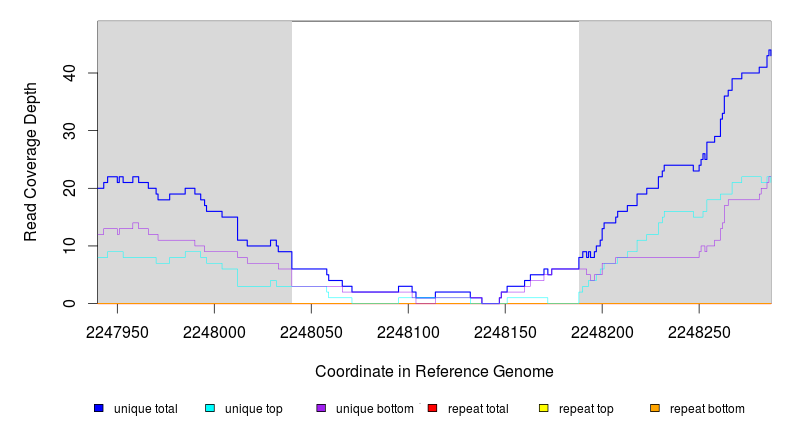 Read Coverage Depth
40
30
20
10
0
2247950 2248000 2248050 2248100 2248150 2248200 2248250
Coordinate in Reference Genome
unique total unique top unique bottom repeat total repeat top repeat bottom